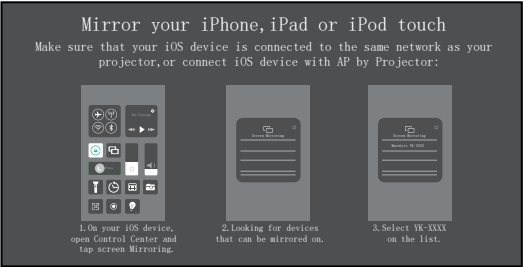 Mirror your iPhone,iPad or iPod touch
Make sure that your iOS device is connected to the same network as your
projector,or connect iOS device with AP by Projector:
Screen Mirroring
Screen Mirroring
1.On your iOS device,
open Control Center and
tap screen Mirroring.
2.Looking for devices
that can be mirrored on.
3.Select YK-XXXX
on the list.